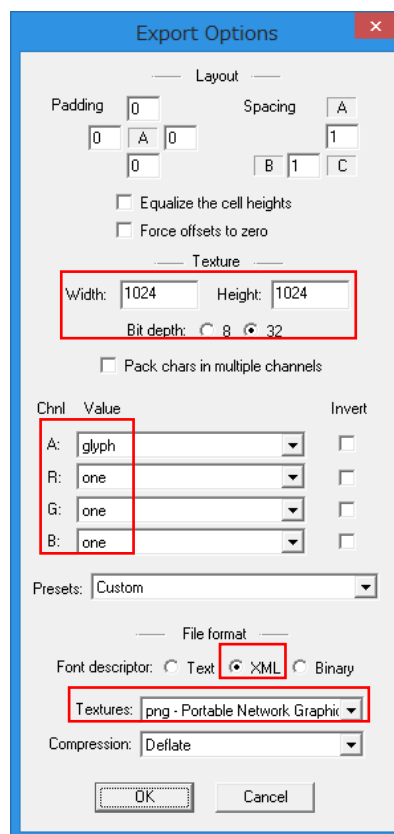 Export Options
Layout
Padding 0 Spacing A
0 A 0 1
0 B 1 C
Equalize the cell heights
Force offsets to zero
Texture
Width: 1024 Height: 1024
Bit depth: 8 32
Pack chars in multiple channels
Chnl Value Invert
A: glyph
R: one
G: one
B: one
Presets: Custom
File format
Font descriptor: Text XML Binary
Textures: png - Portable Network Graphic
Compression: Deflate
OK Cancel